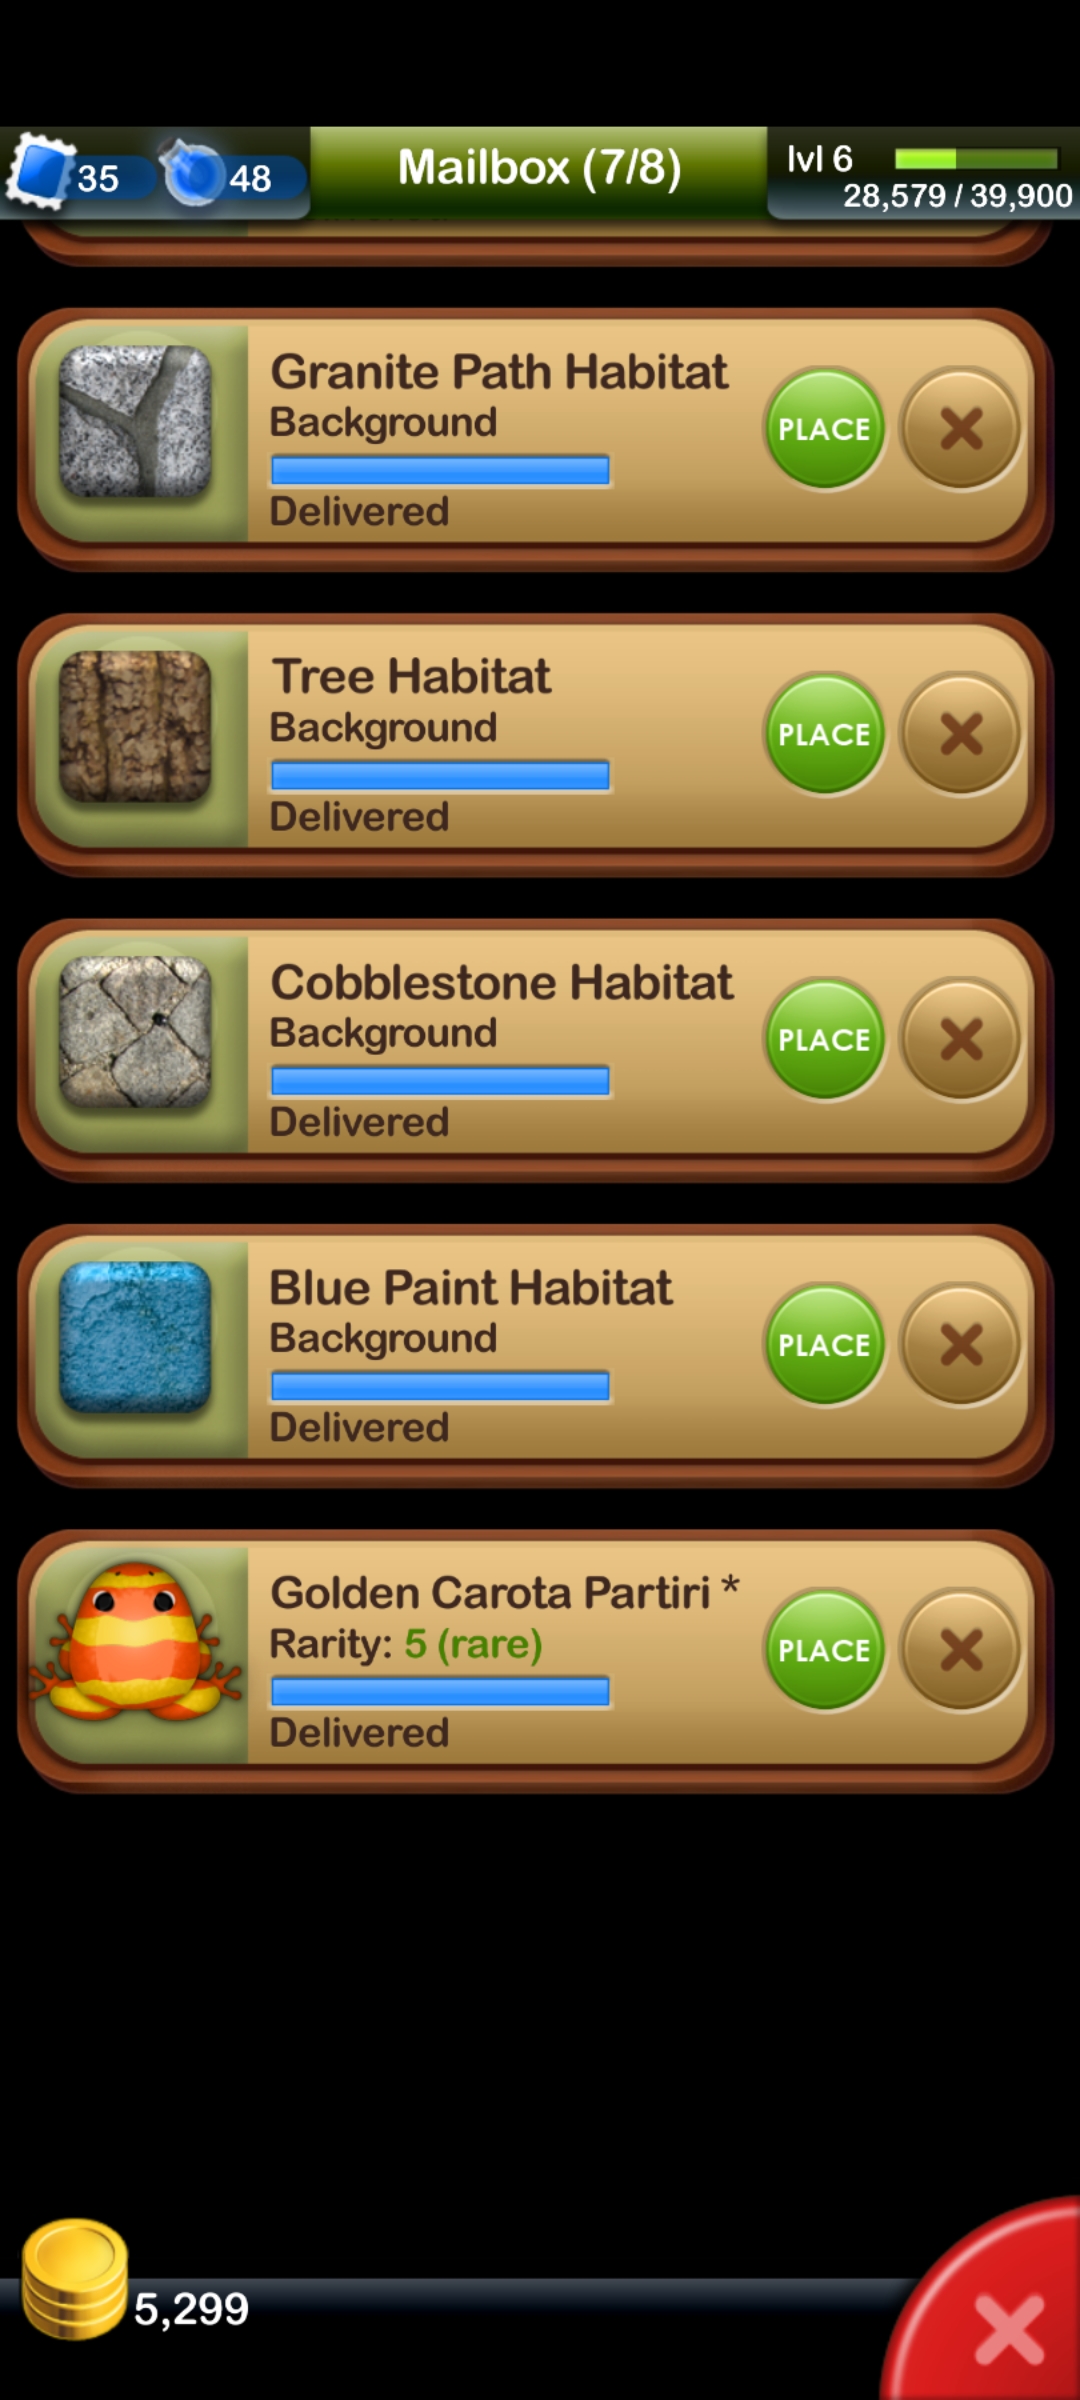 35
48
Mailbox (7/8)
lvl 6
28,579 / 39,900
Granite Path Habitat
Background
PLACE
Delivered
Tree Habitat
Background
PLACE
Delivered
Cobblestone Habitat
Background
PLACE
Delivered
Blue Paint Habitat
Background
PLACE
Delivered
Golden Carota Partiri *
Rarity: 5 (rare)
PLACE
Delivered
5,299